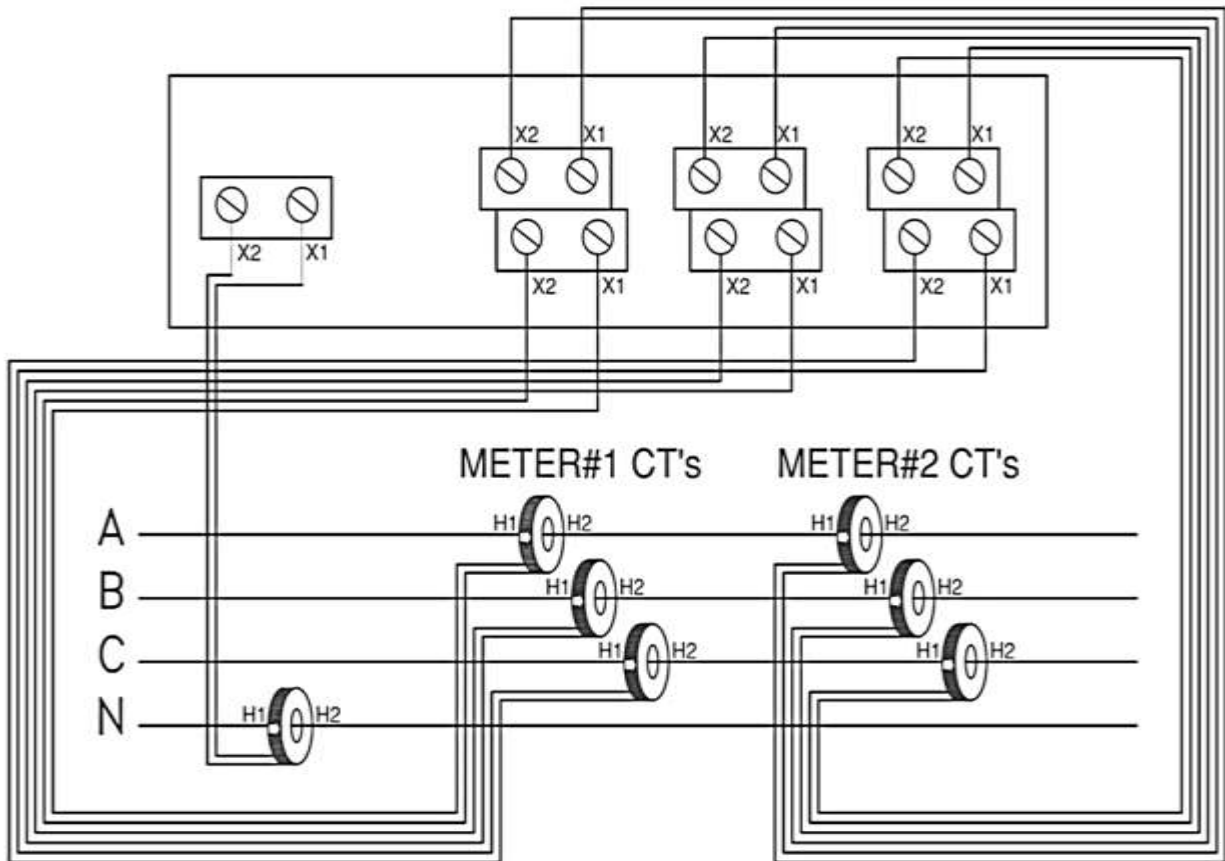 X2 X1 X2 X1 X2 X1
X2 X1 X2 X1 X2 X1 X2 X1
METER#1 CT's METER#2 CT's
A H1 H2 H1 H2
B H1 H2 H1 H2
C H1 H2 H1 H2
N H1 H2